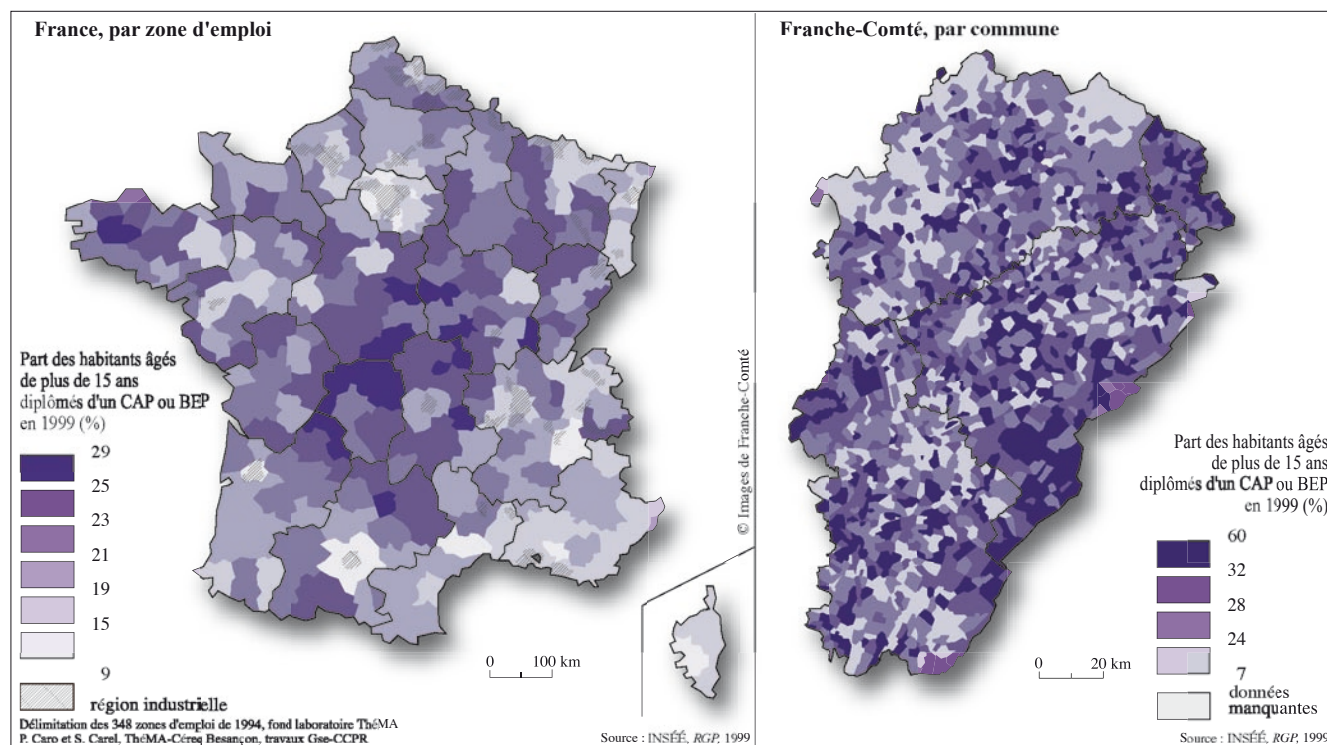 France, par zone d'emploi
Part des habitants âgés
de plus de 15 ans
diplômés d'un CAP ou BEP
en 1999 (%)
29
25
23
21
19
15
9
région industrielle
Délimitation des 348 zones d'emploi de 1994, fond laboratoire ThéMA
P. Caro et S. Carel, ThéMA-Céreq Besançon, travaux Gse-CCPR
0 100 km
Source : INSÉÉ, RGP, 1999
© Images de Franche-Comté
Franche-Comté, par commune
Part des habitants âgés
de plus de 15 ans
diplômés d'un CAP ou BEP
en 1999 (%)
60
32
28
24
7
données
manquantes
0 20 km
Source : INSÉÉ, RGP, 1999